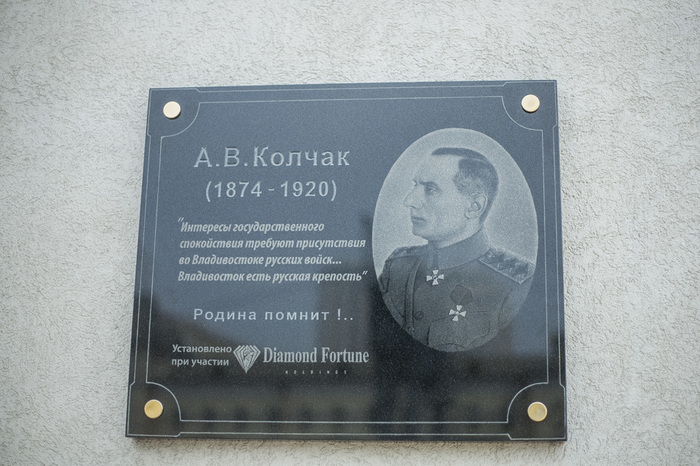 А.В.Колчак
(1874-1920)
"Интересы государственного
спокойствия требуют присутствия
во Владивостоке русских войск...
Владивосток есть русская крепость"
Родина помнит !..
Установлено
при участии
Diamond Fortune
HOLDINGS